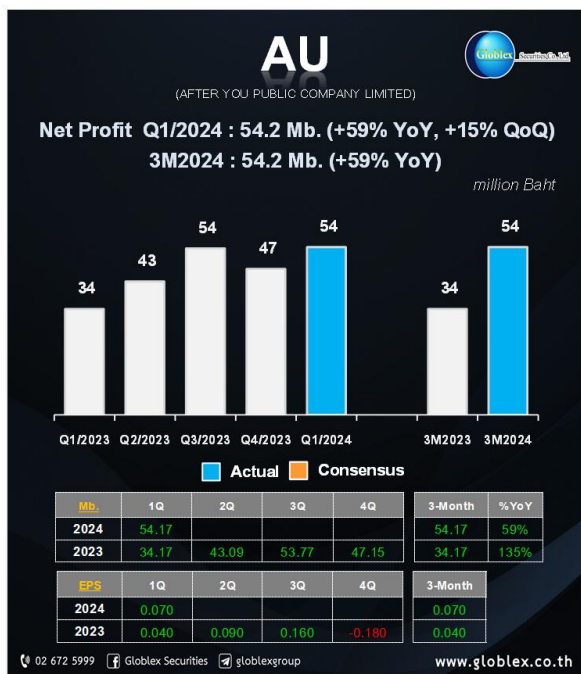 AU
Globlex Securities,Co.,Ltd.
(AFTER YOU PUBLIC COMPANY LIMITED)
Net Profit Q1/2024 : 54.2 Mb. (+59% YoY, +15% QoQ)
3M2024 : 54.2 Mb. (+59% YoY)
million Baht
34 43 54 47 54 34 54
Q1/2023 Q2/2023 Q3/2023 Q4/2023 Q1/2024 3M2023 3M2024
Actual Consensus
Mb. 1Q 2Q 3Q 4Q 3-Month %YoY
2024 54.17 54.17 59%
2023 34.17 43.09 53.77 47.15 34.17 135%
EPS 1Q 2Q 3Q 4Q 3-Month
2024 0.070 0.070
2023 0.040 0.090 0.160 -0.180 0.040
02 672 5999 Globlex Securities globlexgroup www.globlex.co.th